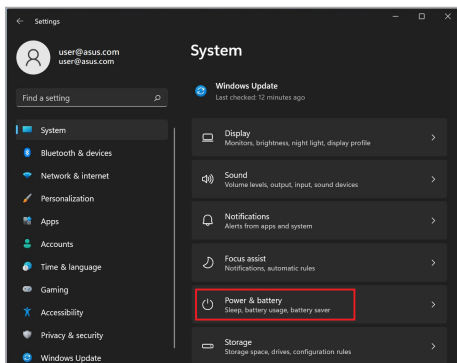 Settings
user@asus.com
user@asus.com
Find a setting
System
Bluetooth & devices
Network & internet
Personalization
Apps
Accounts
Time & language
Gaming
Accessibility
Privacy & security
Windows Update
System
Windows Update
Last checked: 12 minutes ago
Display
Monitors, brightness, night light, display profile
Sound
Volume levels, output, input, sound devices
Notifications
Alerts from apps and system
Focus assist
Notifications, automatic rules
Power & battery
Sleep, battery usage, battery saver
Storage
Storage space, drives, configuration rules